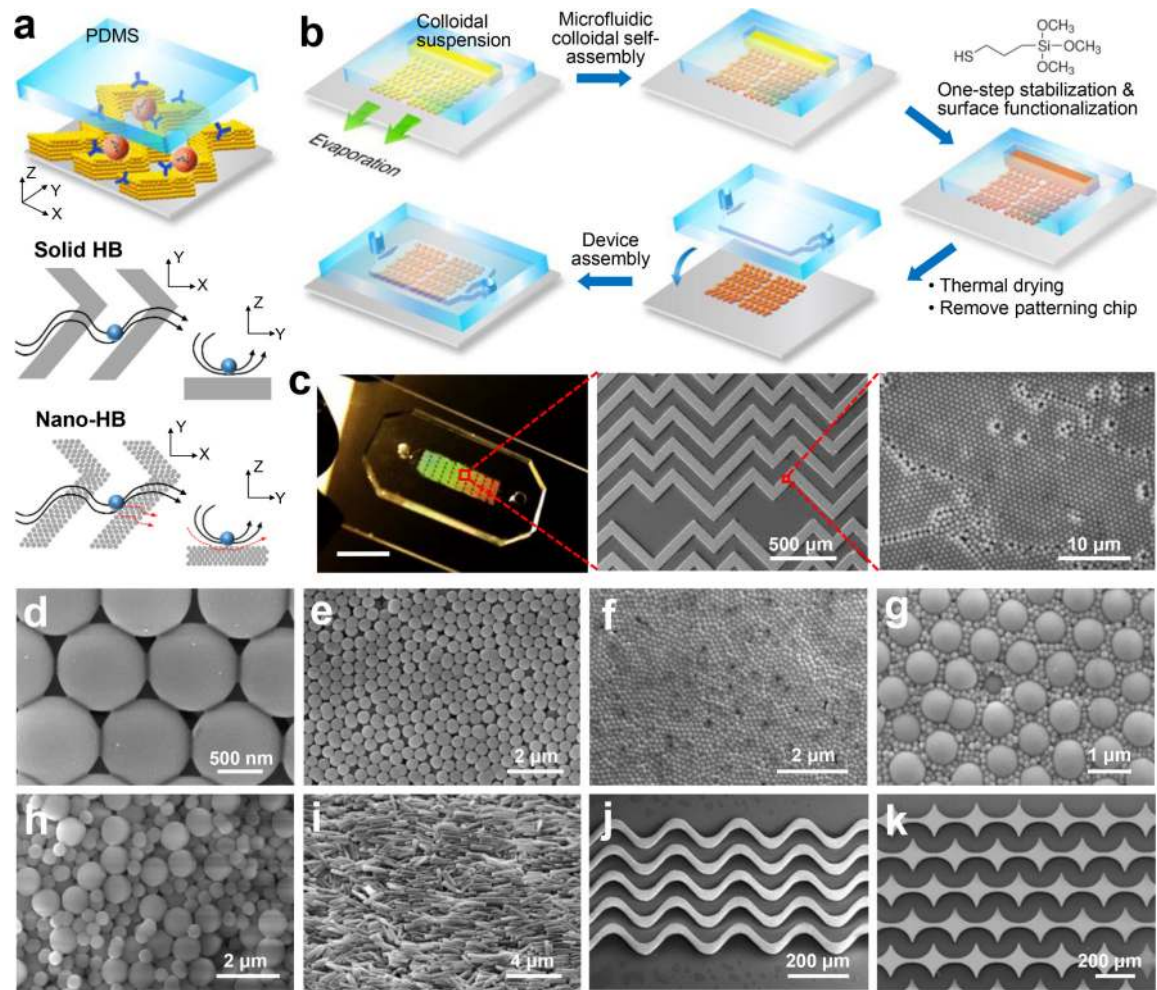 a
PDMS
Z
Y
X
Solid HB
Y
X
Z
Y
Nano-HB
Y
X
Z
Y
b
Colloidal
suspension
Evaporation
Microfluidic
colloidal self-
assembly
OCH3
HS
Si
OCH3
OCH3
One-step stabilization &
surface functionalization
• Thermal drying
• Remove patterning chip
Device
assembly
c
500 µm
10 µm
d
500 nm
e
2 µm
f
2 µm
g
1 µm
h
2 µm
i
4 µm
j
200 µm
k
200 µm